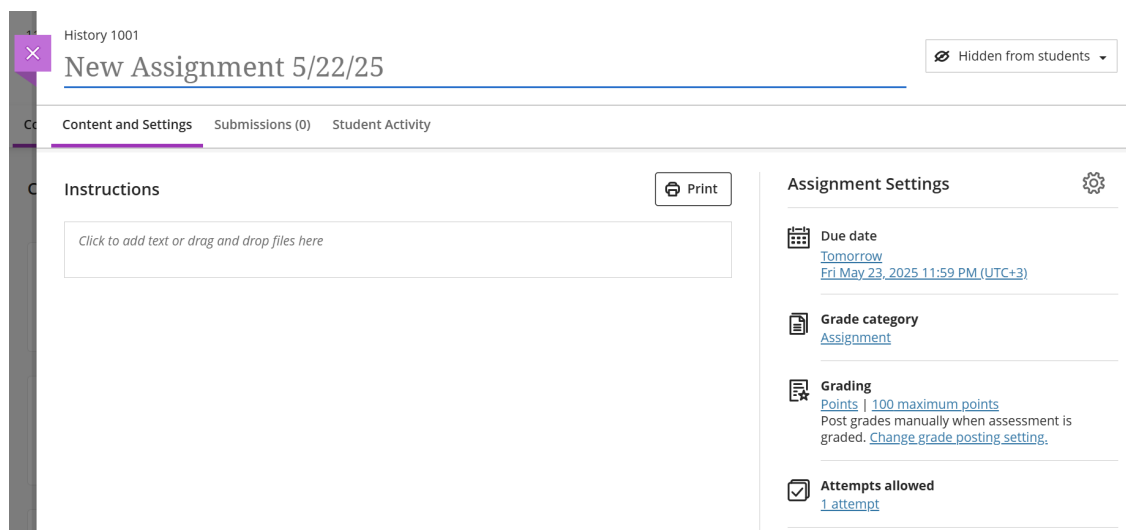 History 1001
New Assignment 5/22/25
Hidden from students
Content and Settings
Submissions (0)
Student Activity
Instructions
Print
Click to add text or drag and drop files here
Assignment Settings
Due date
Tomorrow
Fri May 23, 2025 11:59 PM (UTC+3)
Grade category
Assignment
Grading
Points | 100 maximum points
Post grades manually when assessment is
graded. Change grade posting setting.
Attempts allowed
1 attempt